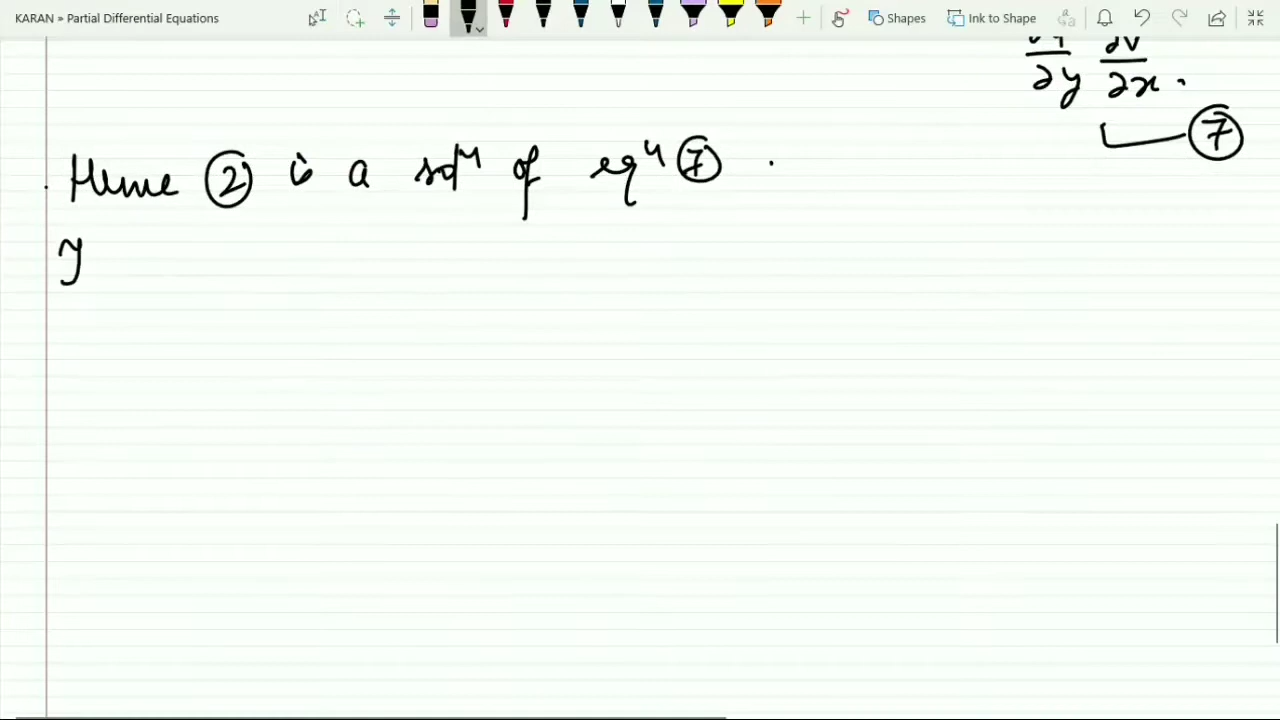 KARAN » Partial Differential Equations
Shapes
Ink to Shape
∂y ∂x .
⑦
Hence ② is a solⁿ of eqⁿ ⑦ .